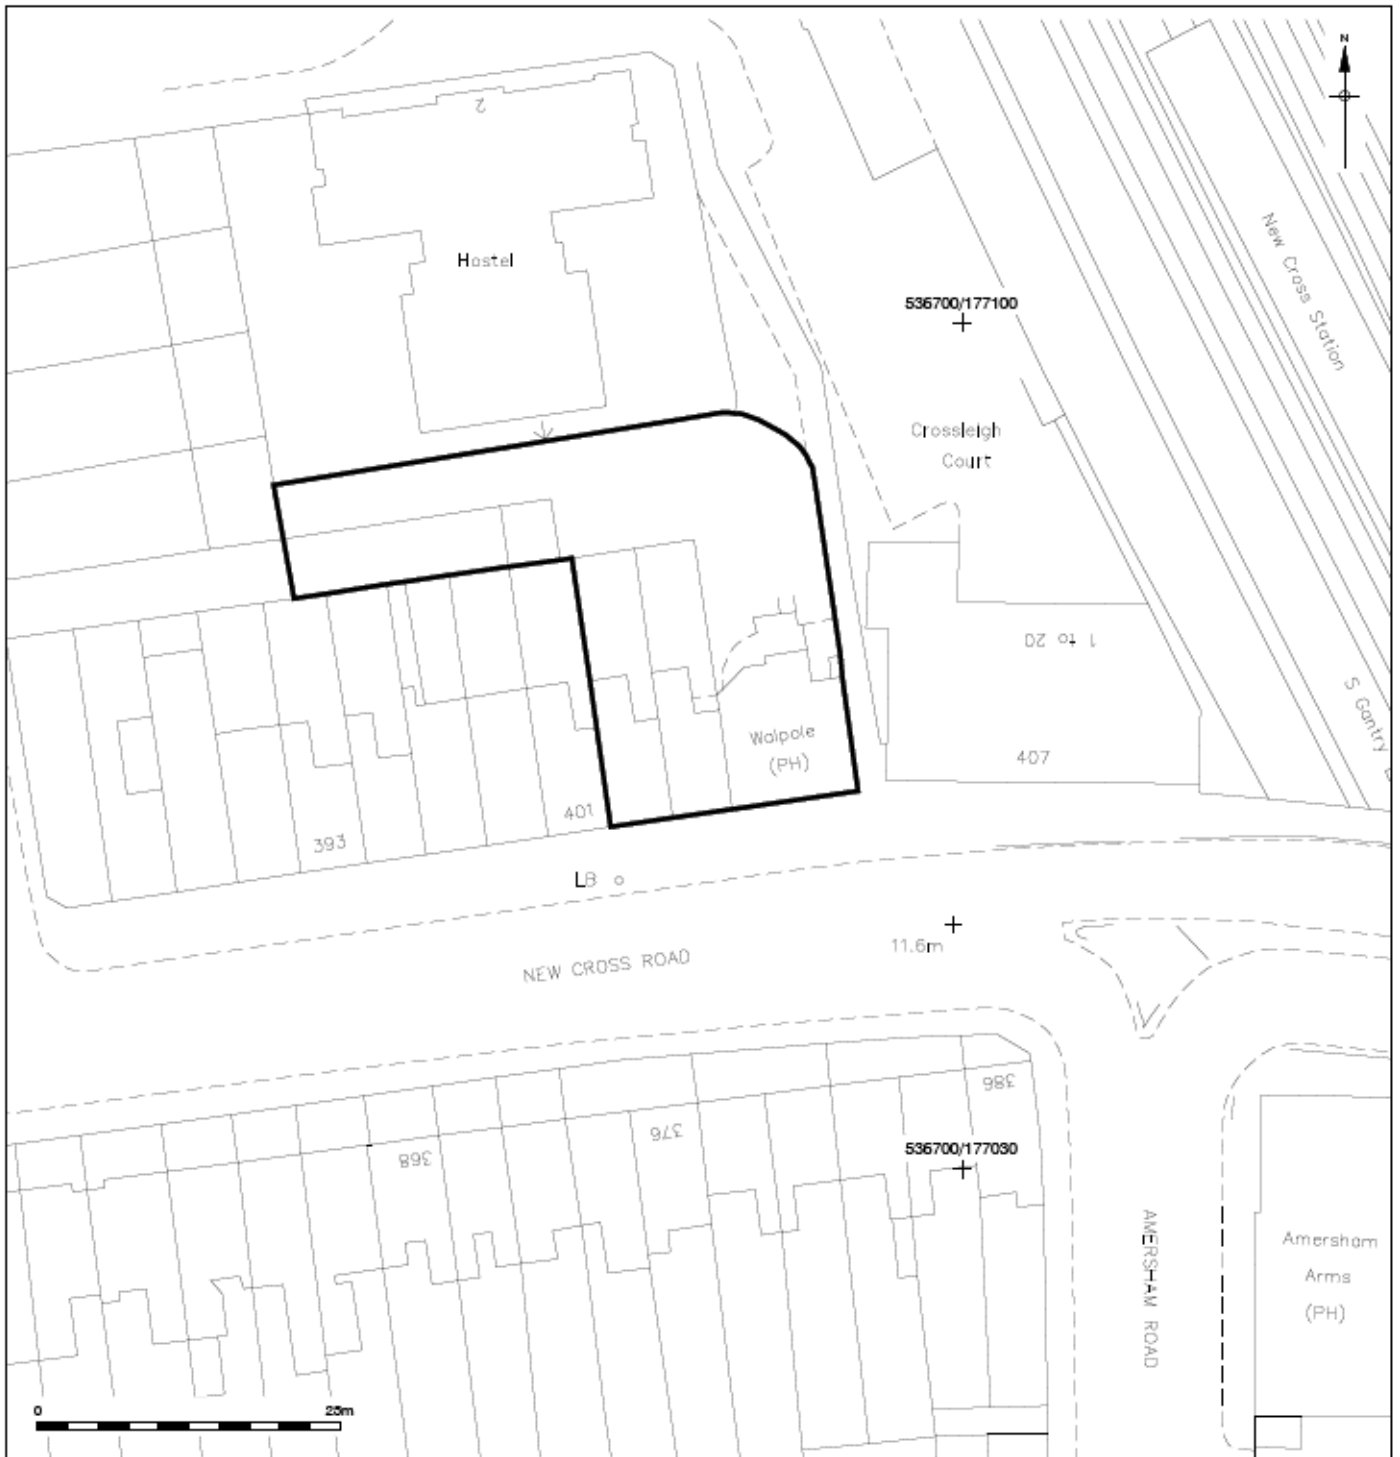 N
2
Hostel
New Cross Station
536700/177100
Crossleigh
Court
1 to 20
S Gantry
Walpole
(PH)
407
401
393
LB
11.6m
NEW CROSS ROAD
386
376
368
536700/177030
AMERSHAM ROAD
Amersham
Arms
(PH)
0
25m